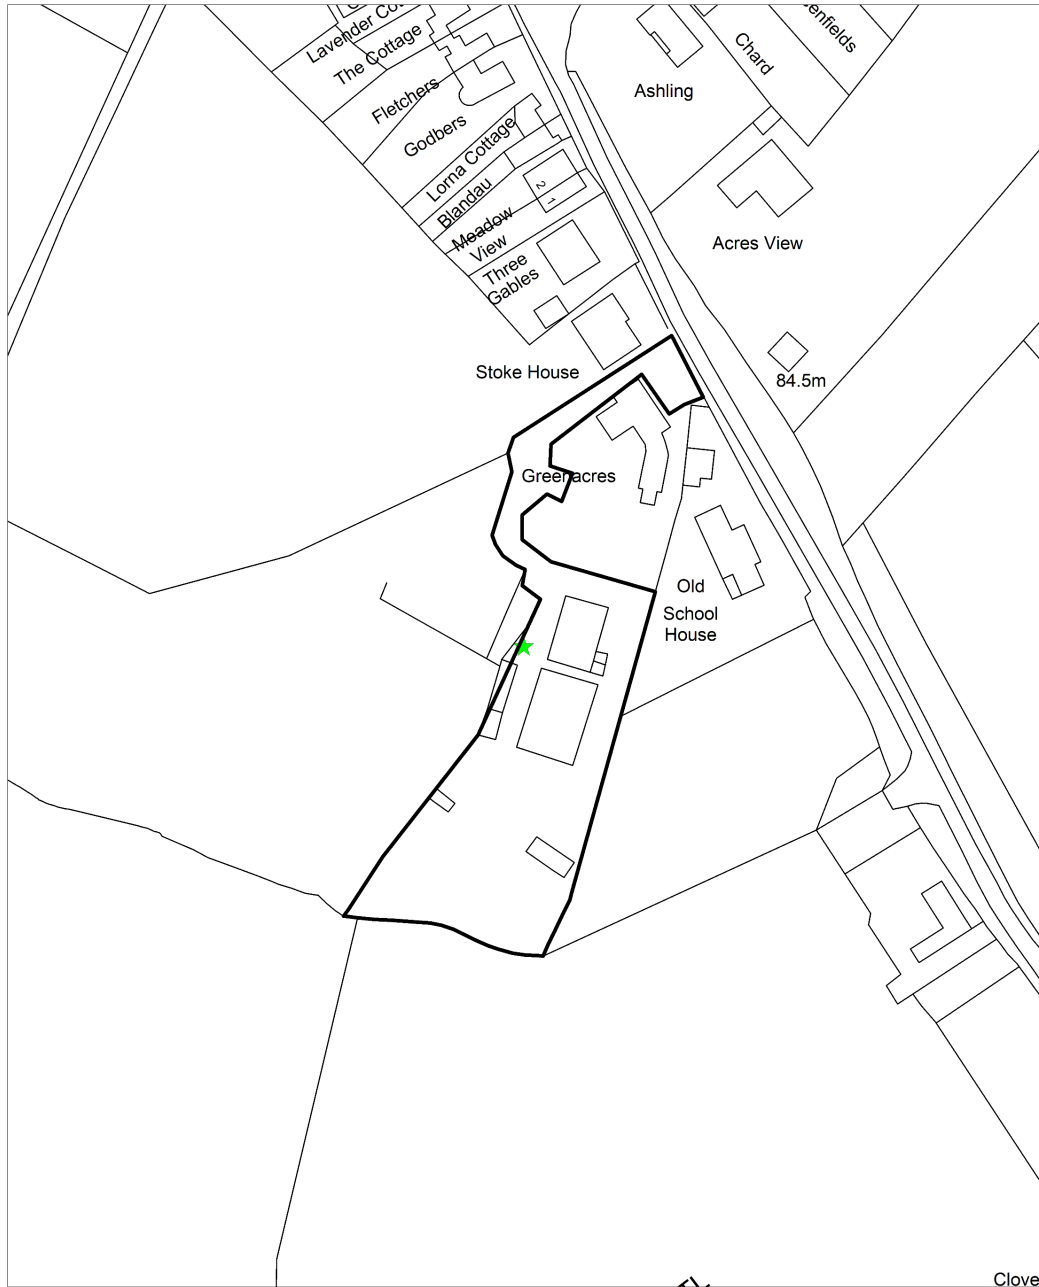 Lavender Co
The Cottage
Fletchers
Godbers
Lorna Cottage
Blandau
2
1
Meadow
View
Three
Gables
Stoke House
Greenacres
Ashling
Chard
enfields
Acres View
84.5m
Old
School
House
Clove